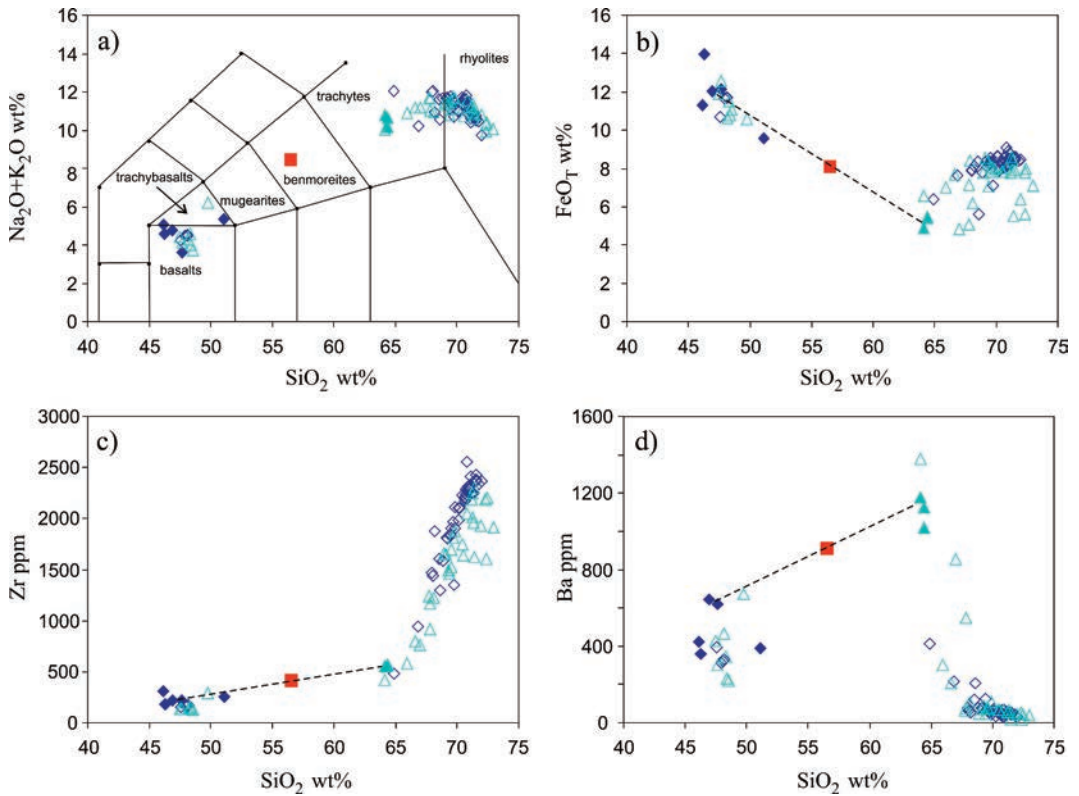 a)
16
14
12
10
8
6
4
2
0
Na₂O+K₂O wt%
rhyolites
trachytes
benmoreites
trachybasalts
mugearites
basalts
40 45 50 55 60 65 70 75
SiO₂ wt%
b)
16
14
12
10
8
6
4
2
0
FeO_T wt%
40 45 50 55 60 65 70 75
SiO₂ wt%
c)
3000
2500
2000
1500
1000
500
0
Zr ppm
40 45 50 55 60 65 70 75
SiO₂ wt%
d)
1600
1200
800
400
0
Ba ppm
40 45 50 55 60 65 70 75
SiO₂ wt%